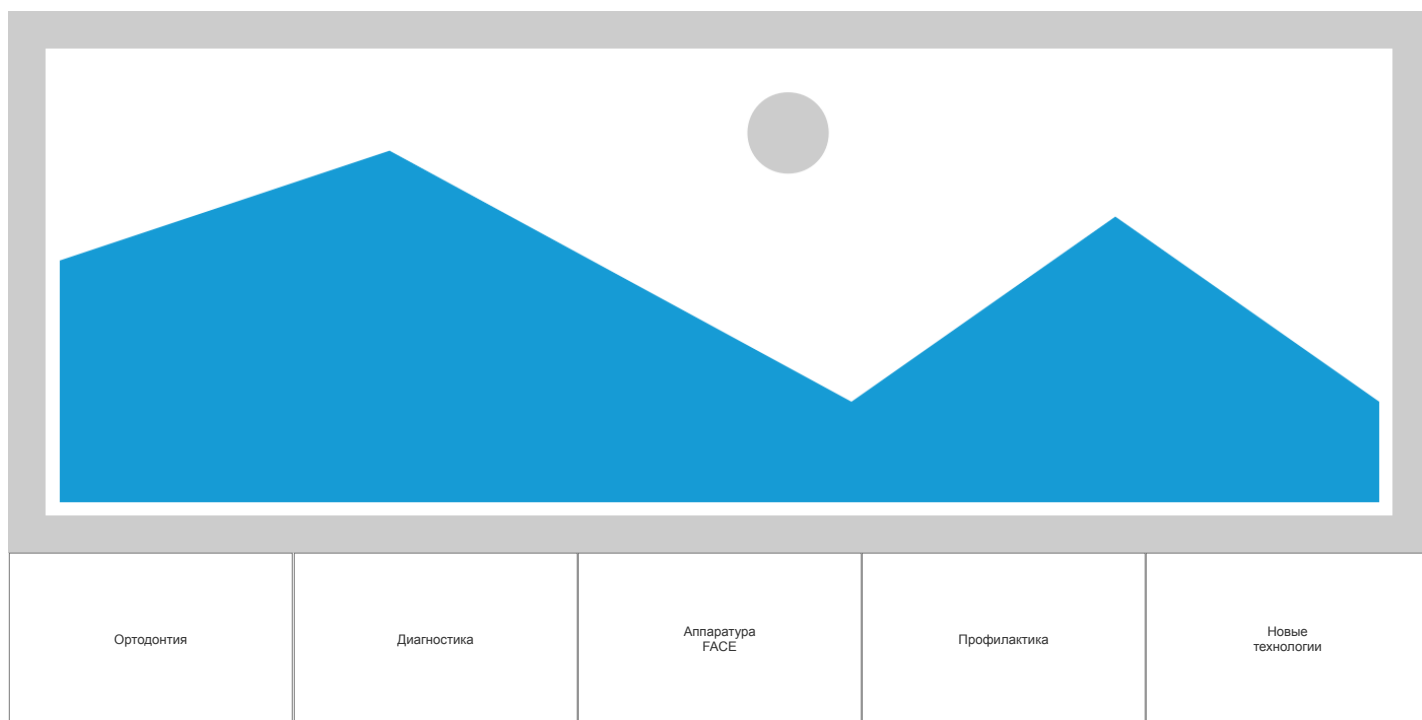 Ортодонтия
Диагностика
Аппаратура
FACE
Профилактика
Новые
технологии